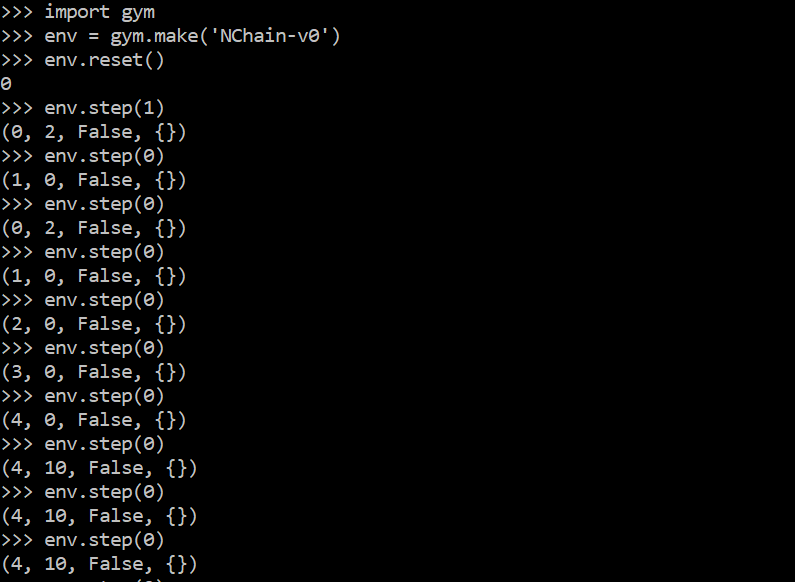 >>> import gym
>>> env = gym.make('NChain-v0')
>>> env.reset()
0
>>> env.step(1)
(0, 2, False, {})
>>> env.step(0)
(1, 0, False, {})
>>> env.step(0)
(0, 2, False, {})
>>> env.step(0)
(1, 0, False, {})
>>> env.step(0)
(2, 0, False, {})
>>> env.step(0)
(3, 0, False, {})
>>> env.step(0)
(4, 0, False, {})
>>> env.step(0)
(4, 10, False, {})
>>> env.step(0)
(4, 10, False, {})
>>> env.step(0)
(4, 10, False, {})